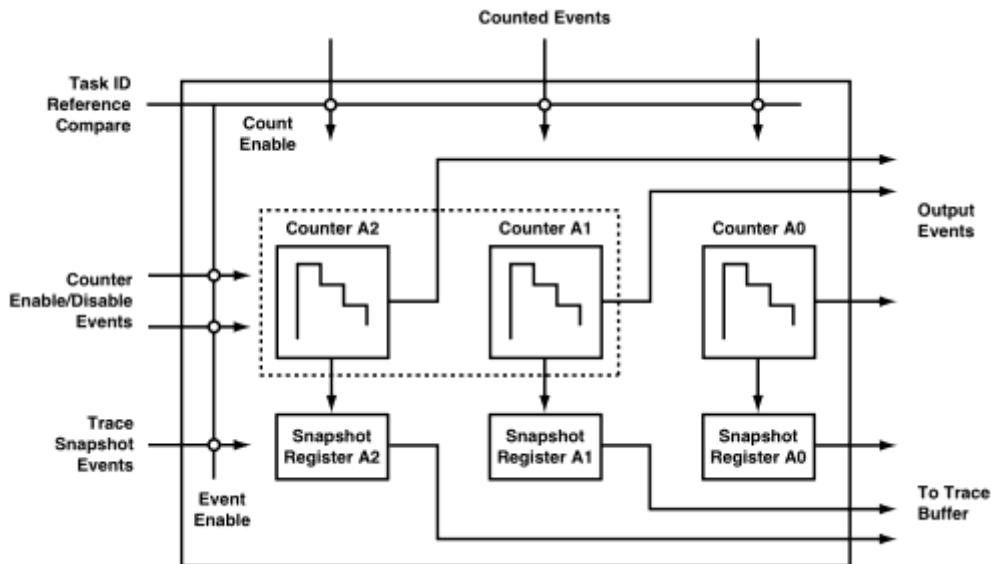 Counted Events
Task ID
Reference
Compare
Count
Enable
Counter A2
Counter A1
Counter A0
Output
Events
Counter
Enable/Disable
Events
Trace
Snapshot
Events
Snapshot
Register A2
Snapshot
Register A1
Snapshot
Register A0
Event
Enable
To Trace
Buffer